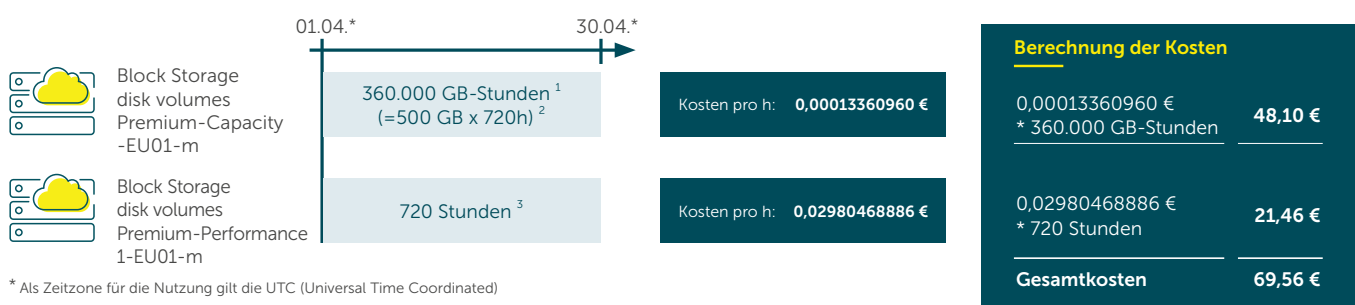 01.04.*
30.04.*
Block Storage
disk volumes
Premium-Capacity
-EU01-m
360.000 GB-Stunden ¹
(=500 GB x 720h) ²
Kosten pro h: 0,00013360960 €
Block Storage
disk volumes
Premium-Performance
1-EU01-m
720 Stunden ³
Kosten pro h: 0,02980468886 €
* Als Zeitzone für die Nutzung gilt die UTC (Universal Time Coordinated)
Berechnung der Kosten
0,00013360960 €
* 360.000 GB-Stunden
48,10 €
0,02980468886 €
* 720 Stunden
21,46 €
Gesamtkosten 69,56 €